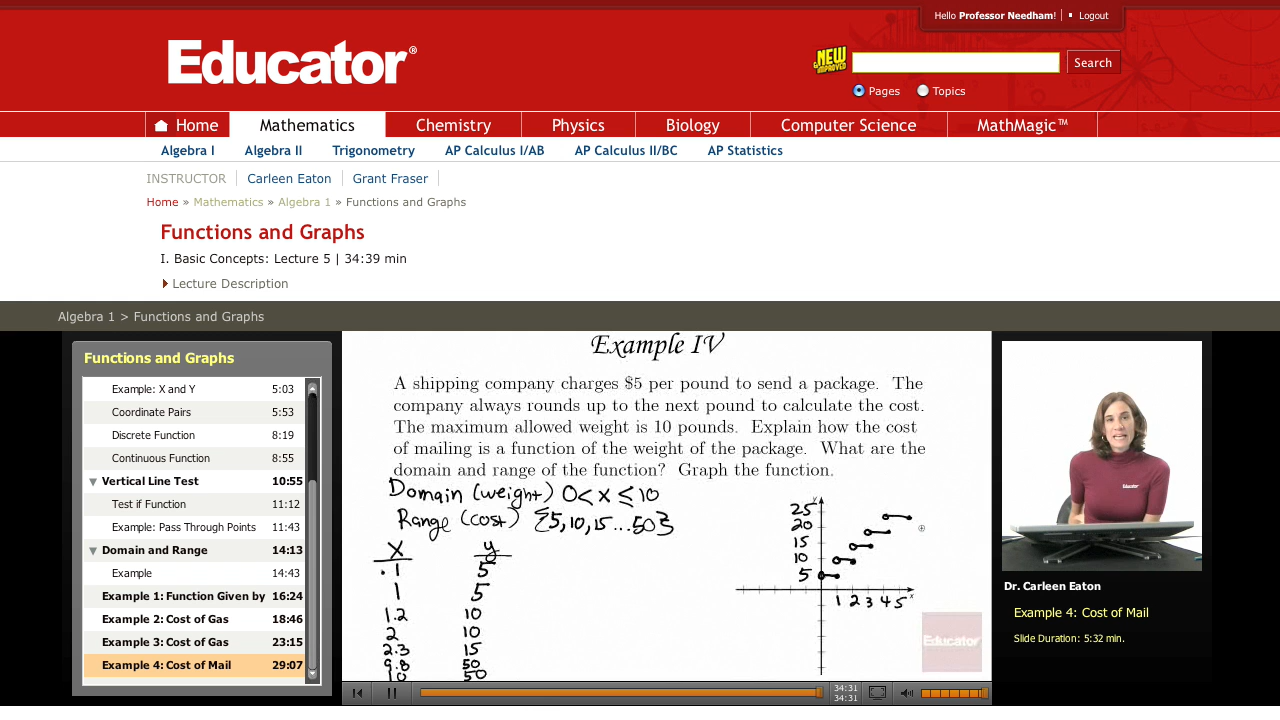 Hello Professor Needham! Logout
Educator®
NEW & IMPROVED
Search
Pages Topics
Home Mathematics Chemistry Physics Biology Computer Science MathMagic™
Algebra I Algebra II Trigonometry AP Calculus I/AB AP Calculus II/BC AP Statistics
INSTRUCTOR Carleen Eaton Grant Fraser
Home » Mathematics » Algebra 1 » Functions and Graphs
Functions and Graphs
I. Basic Concepts: Lecture 5 | 34:39 min
Lecture Description
Algebra 1 > Functions and Graphs
Functions and Graphs
Example: X and Y 5:03
Coordinate Pairs 5:53
Discrete Function 8:19
Continuous Function 8:55
Vertical Line Test 10:55
Test if Function 11:12
Example: Pass Through Points 11:43
Domain and Range 14:13
Example 14:43
Example 1: Function Given by 16:24
Example 2: Cost of Gas 18:46
Example 3: Cost of Gas 23:15
Example 4: Cost of Mail 29:07
Example IV
A shipping company charges $5 per pound to send a package. The
company always rounds up to the next pound to calculate the cost.
The maximum allowed weight is 10 pounds. Explain how the cost
of mailing is a function of the weight of the package. What are the
domain and range of the function? Graph the function.
Domain (weight) 0 < x ≤ 10
Range (cost) {5, 10, 15 ... 50}
x y
.1 5
1 5
1.2 10
2 10
2.3 15
9.8 50
10 50
y
25
20
15
10
5
1 2 3 4 5 x
Educator
34:31
34:31
Educator
Dr. Carleen Eaton
Example 4: Cost of Mail
Slide Duration: 5:32 min.